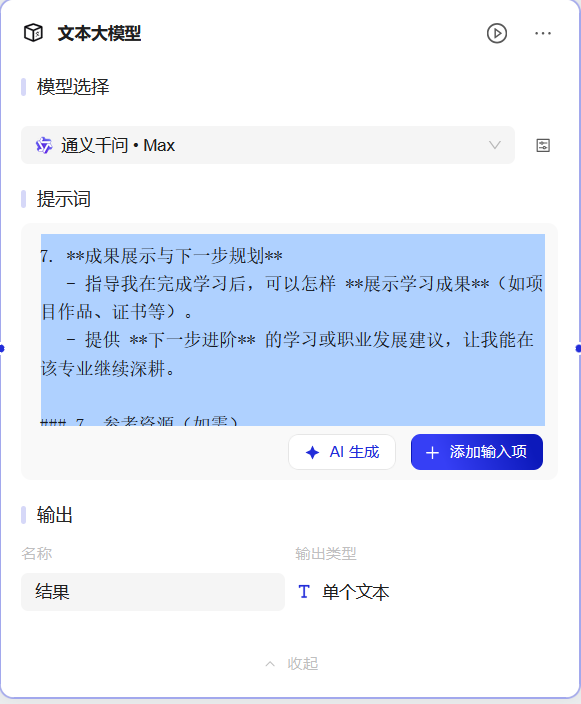 文本大模型
模型选择
通义千问 • Max
提示词
7. **成果展示与下一步规划**
- 指导我在完成学习后，可以怎样 **展示学习成果**（如项
目作品、证书等）。
- 提供 **下一步进阶** 的学习或职业发展建议，让我能在
该专业继续深耕。
### 7. 参考资源（如需）
AI 生成
添加输入项
输出
名称
输出类型
结果
单个文本
收起